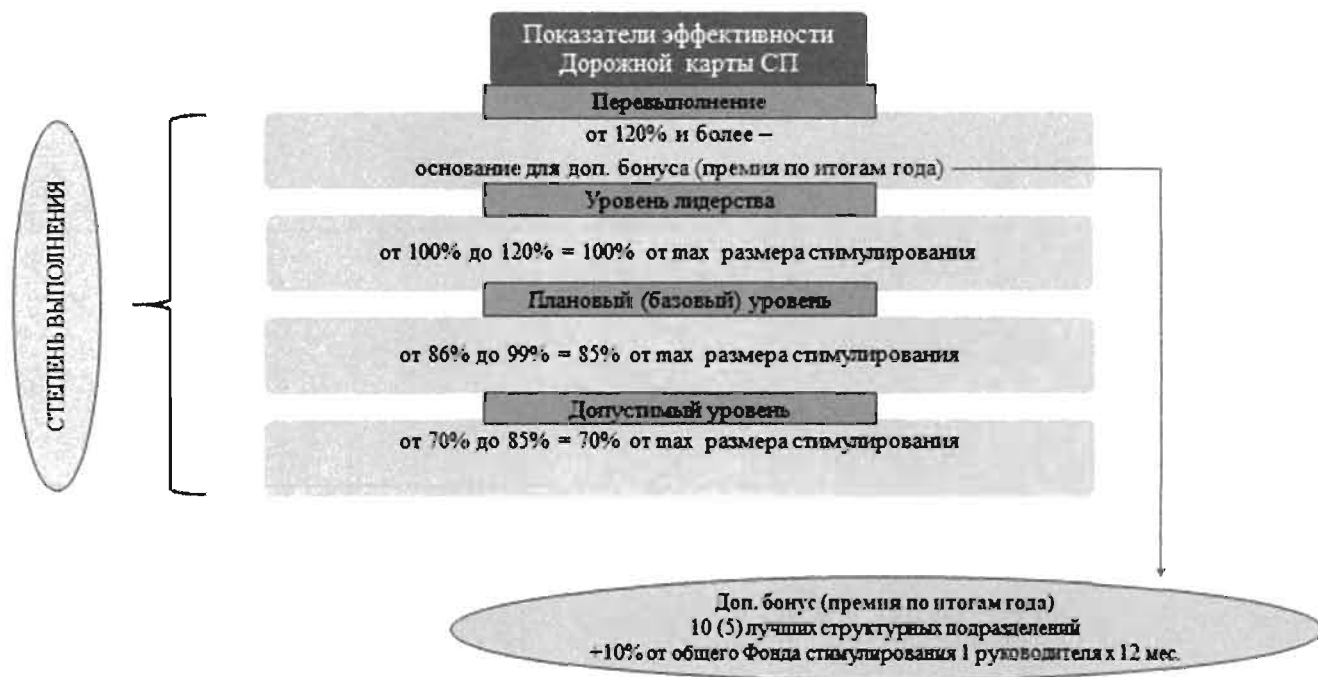 Показатели эффективности
Дорожной карты СП
Перевыполнение
от 120% и более –
основание для доп. бонуса (премия по итогам года)
Уровень лидерства
от 100% до 120% = 100% от max размера стимулирования
Плановый (базовый) уровень
от 86% до 99% = 85% от max размера стимулирования
Допустимый уровень
от 70% до 85% = 70% от max размера стимулирования
СТЕПЕНЬ ВЫПОЛНЕНИЯ
Доп. бонус (премия по итогам года)
10 (5) лучших структурных подразделений
+10% от общего Фонда стимулирования 1 руководителя х 12 мес.